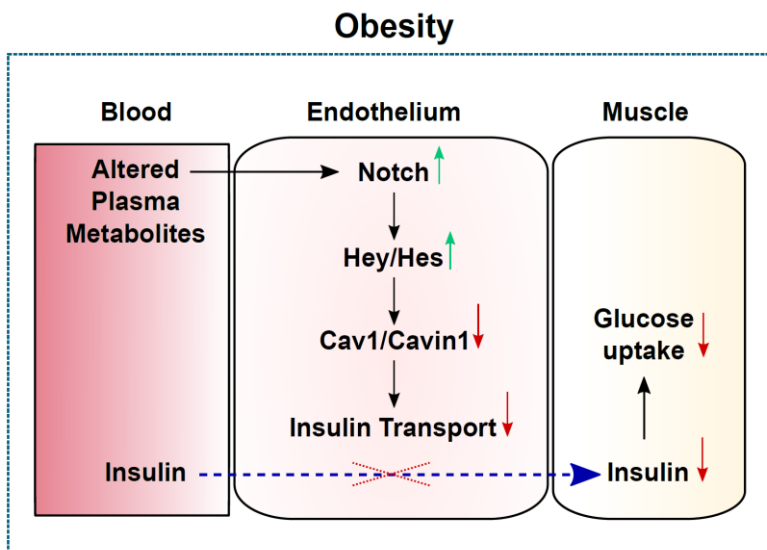 Obesity
Blood
Endothelium
Muscle
Altered
Plasma
Metabolites
Notch
Hey/Hes
Cav1/Cavin1
Insulin Transport
Glucose
uptake
Insulin
Insulin